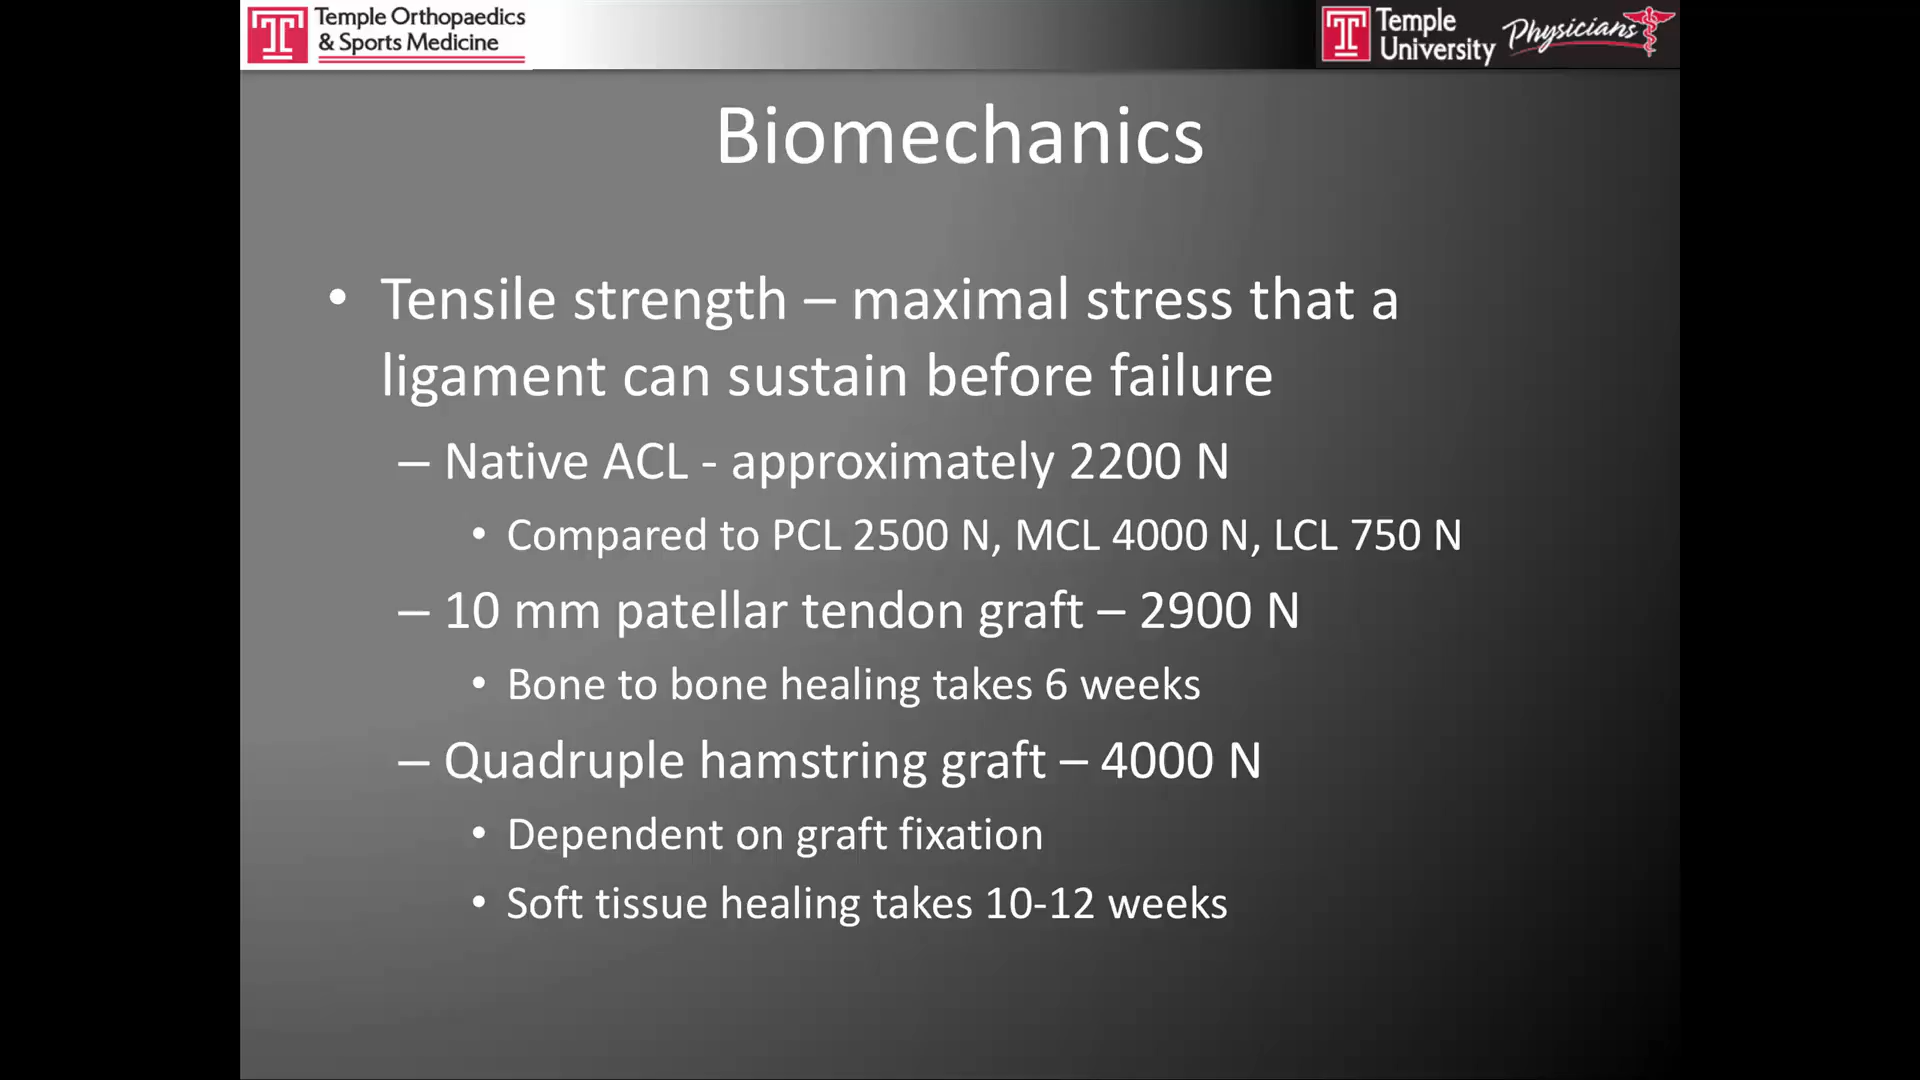 Temple Orthopaedics
& Sports Medicine
Temple
University
Physicians
Biomechanics
• Tensile strength – maximal stress that a
ligament can sustain before failure
– Native ACL - approximately 2200 N
• Compared to PCL 2500 N, MCL 4000 N, LCL 750 N
– 10 mm patellar tendon graft – 2900 N
• Bone to bone healing takes 6 weeks
– Quadruple hamstring graft – 4000 N
• Dependent on graft fixation
• Soft tissue healing takes 10-12 weeks